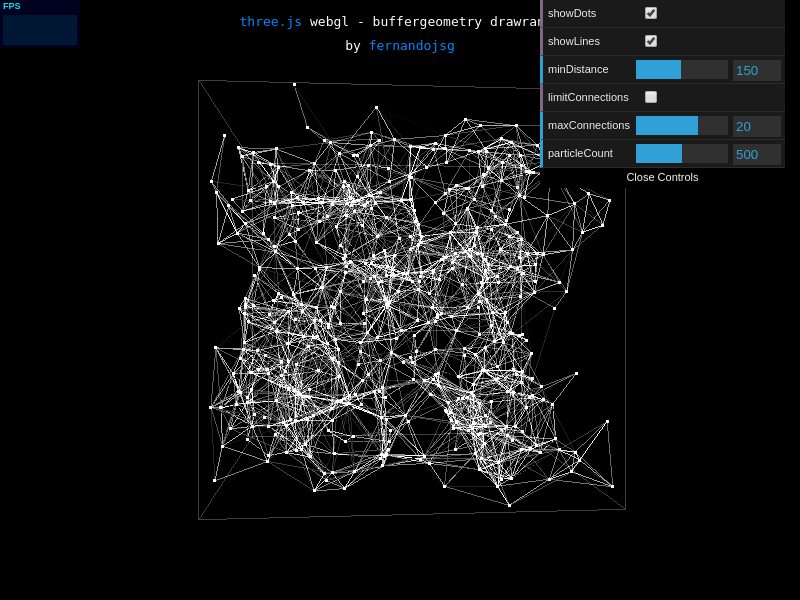 FPS
three.js webgl - buffergeometry drawran
by fernandojsg
showDots
showLines
minDistance 150
limitConnections
maxConnections 20
particleCount 500
Close Controls